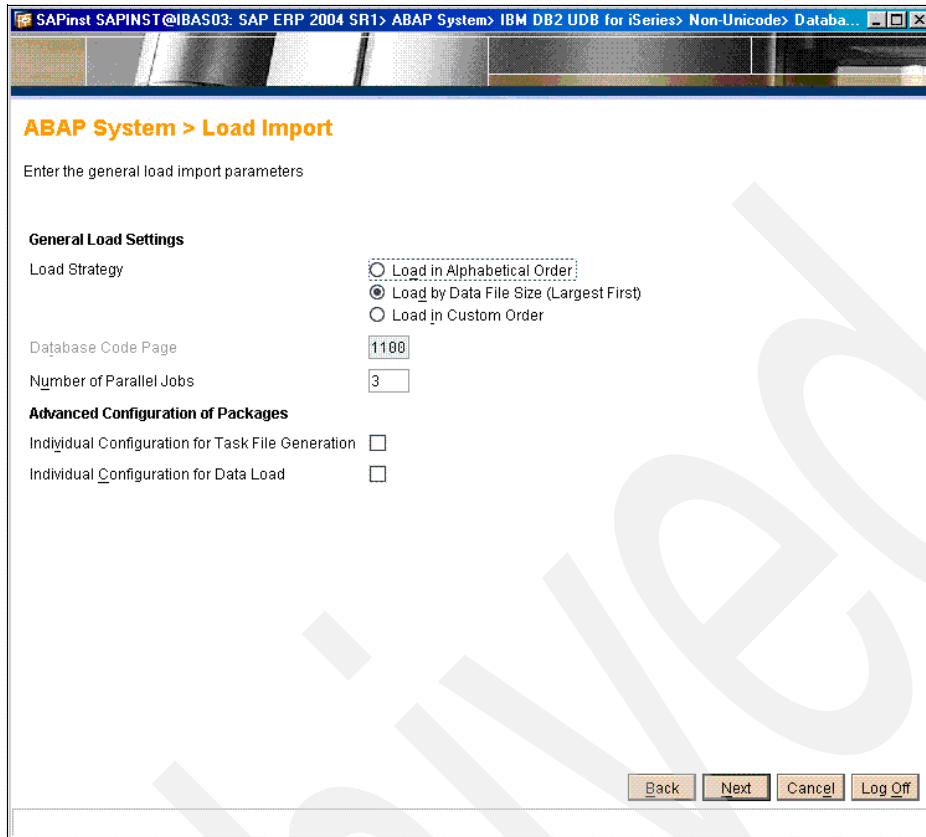 SAPinst SAPINST@IBAS03: SAP ERP 2004 SR1> ABAP System> IBM DB2 UDB for iSeries> Non-Unicode> Databa...
ABAP System > Load Import
Enter the general load import parameters
General Load Settings
Load Strategy
Load in Alphabetical Order
Load by Data File Size (Largest First)
Load in Custom Order
Database Code Page 1100
Number of Parallel Jobs 3
Advanced Configuration of Packages
Individual Configuration for Task File Generation
Individual Configuration for Data Load
Back Next Cancel Log Off